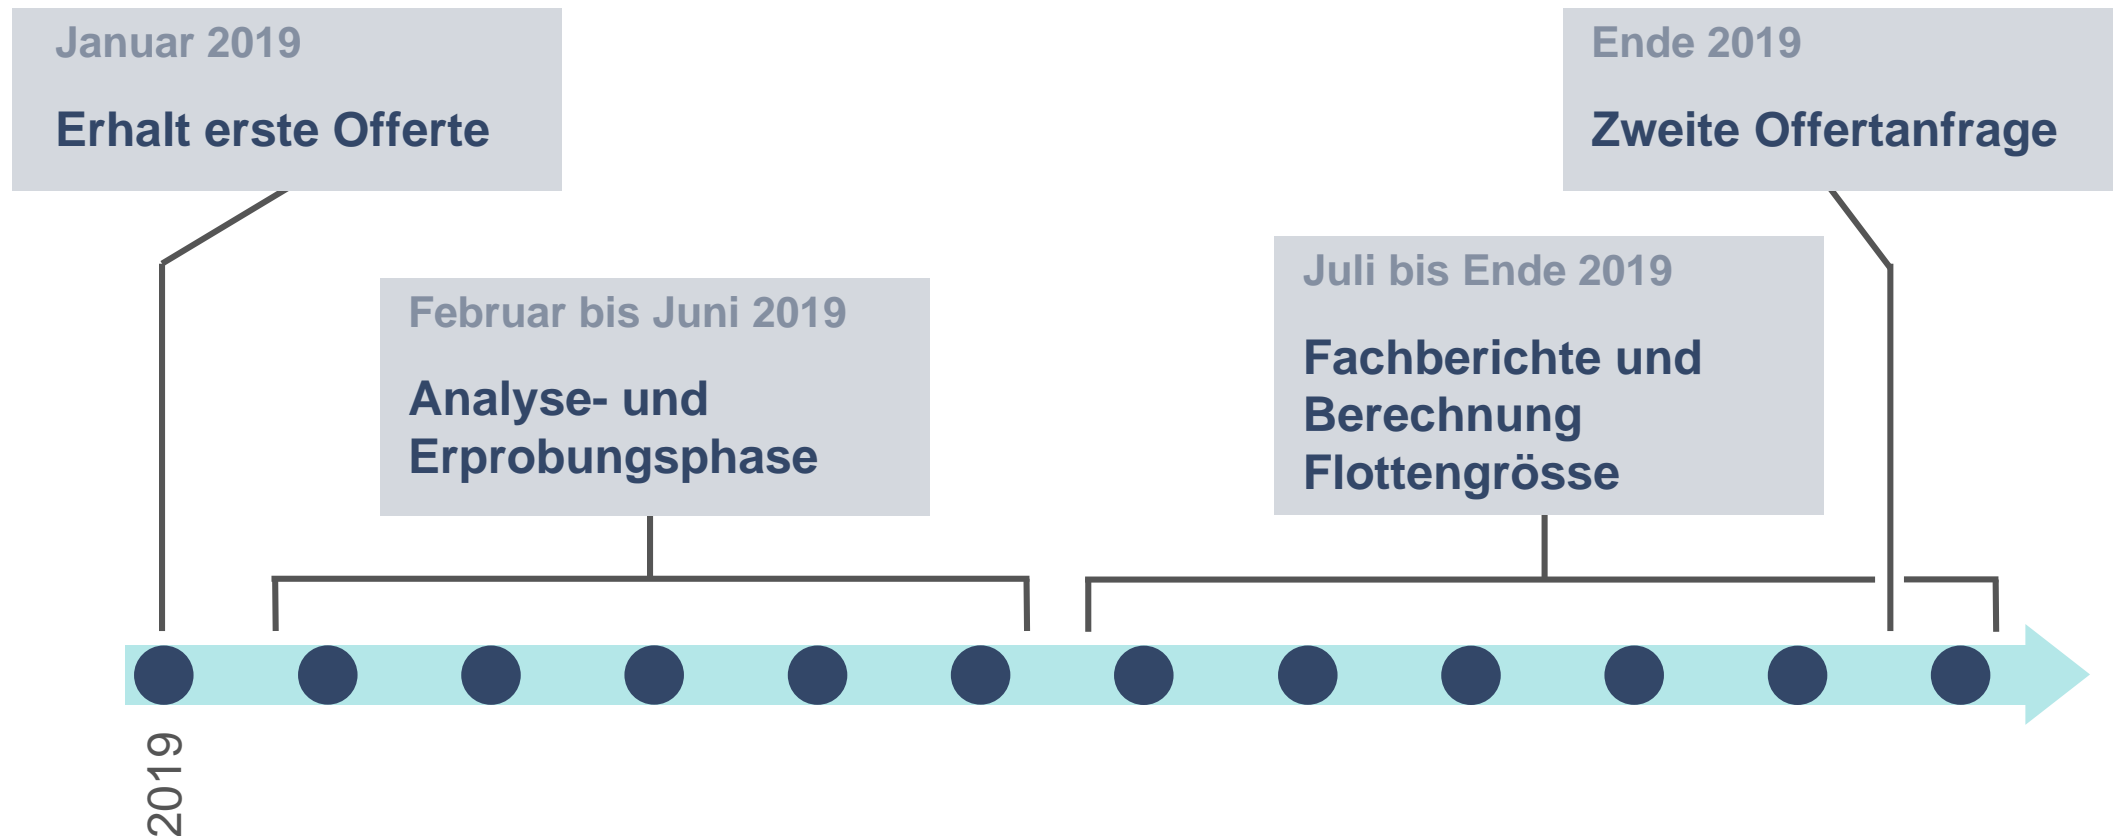 Januar 2019
Erhalt erste Offerte
Februar bis Juni 2019
Analyse- und
Erprobungsphase
Juli bis Ende 2019
Fachberichte und
Berechnung
Flottengrösse
Ende 2019
Zweite Offertanfrage
2019